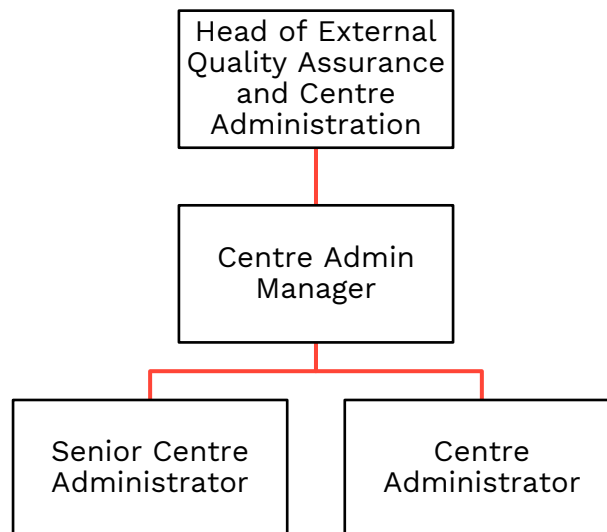 Head of External
Quality Assurance
and Centre
Administration
Centre Admin
Manager
Senior Centre
Administrator
Centre
Administrator